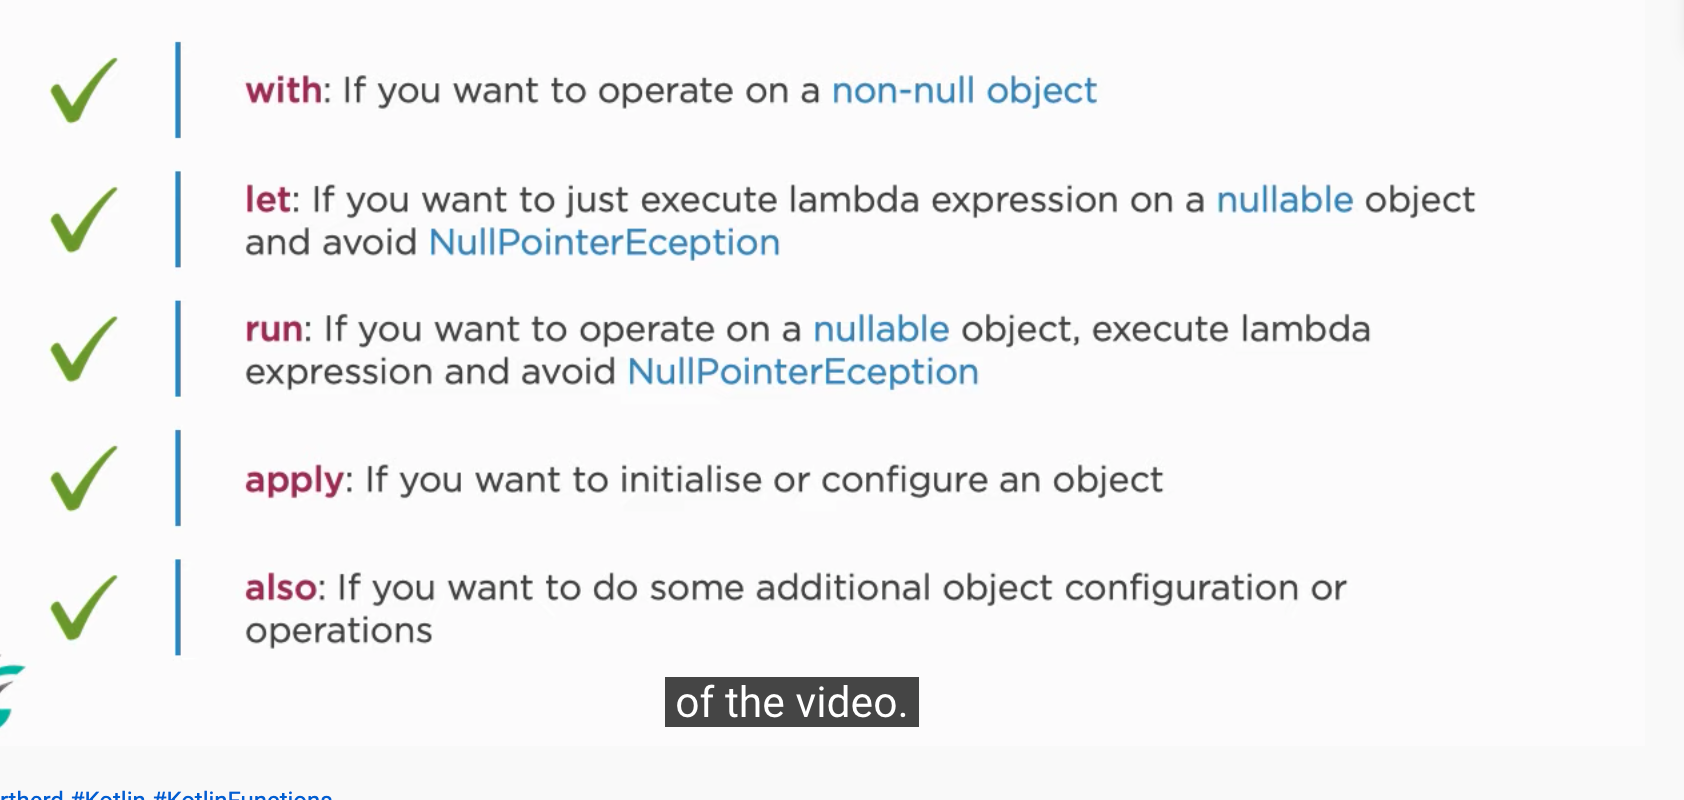 with: If you want to operate on a non-null object
let: If you want to just execute lambda expression on a nullable object
and avoid NullPointerEception
run: If you want to operate on a nullable object, execute lambda
expression and avoid NullPointerEception
apply: If you want to initialise or configure an object
also: If you want to do some additional object configuration or
operations
of the video.
rtherd #Kotlin #KotlinFunctions